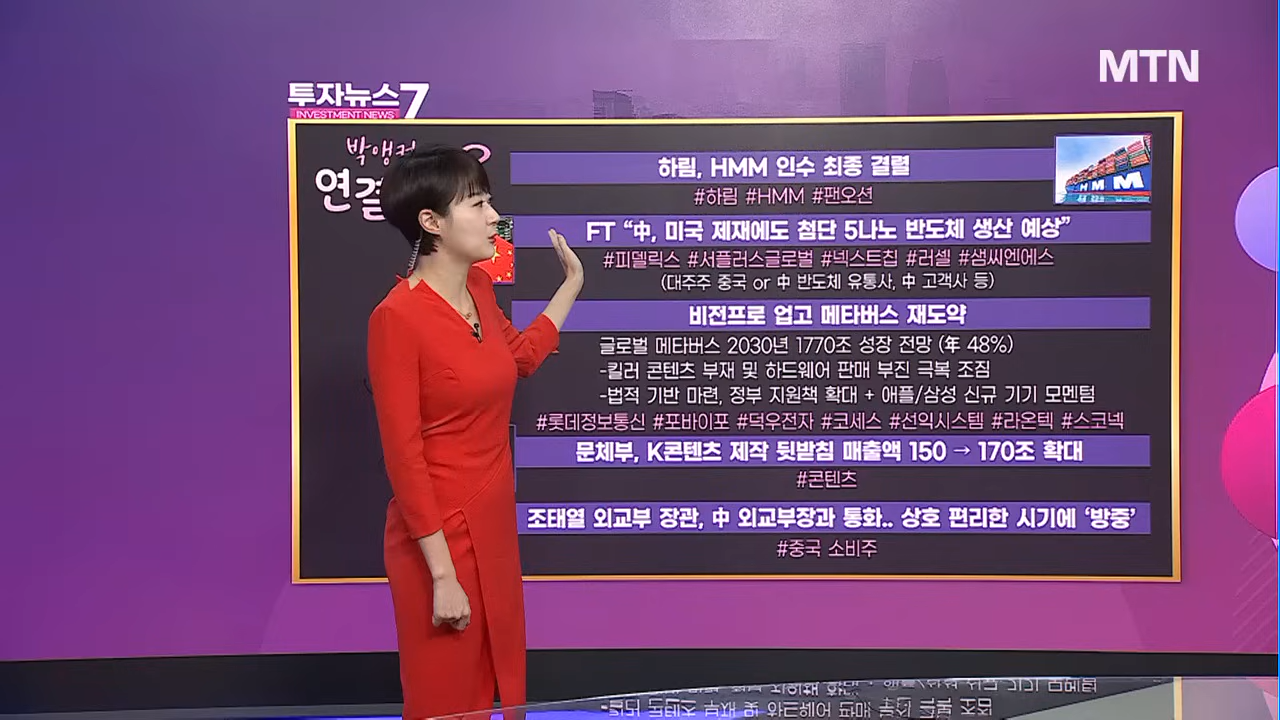 MTN
투자뉴스7
INVESTMENT NEWS
박앵커
연결
하림, HMM 인수 최종 결렬
#하림 #HMM #팬오션
HMM
FT “中, 미국 제재에도 첨단 5나노 반도체 생산 예상”
#피델릭스 #서플러스글로벌 #넥스트칩 #러셀 #샘씨엔에스
(대주주 중국 or 中 반도체 유통사, 中 고객사 등)
비전프로 업고 메타버스 재도약
글로벌 메타버스 2030년 1770조 성장 전망 (年 48%)
-킬러 콘텐츠 부재 및 하드웨어 판매 부진 극복 조짐
-법적 기반 마련, 정부 지원책 확대 + 애플/삼성 신규 기기 모멘텀
#롯데정보통신 #포바이포 #덕우전자 #코세스 #선익시스템 #라온텍 #스코넥
문체부, K콘텐츠 제작 뒷받침 매출액 150 → 170조 확대
#콘텐츠
조태열 외교부 장관, 中 외교부장과 통화.. 상호 편리한 시기에 ‘방중’
#중국 소비주